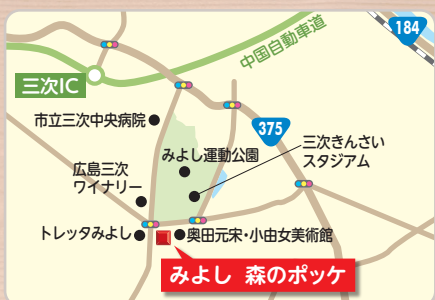 184
中国自動車道
三次IC
市立三次中央病院
375
みよし運動公園
三次きんさい
スタジアム
広島三次
ワイナリー
トレッタみよし
奥田元宋・小由女美術館
みよし 森のポッケ